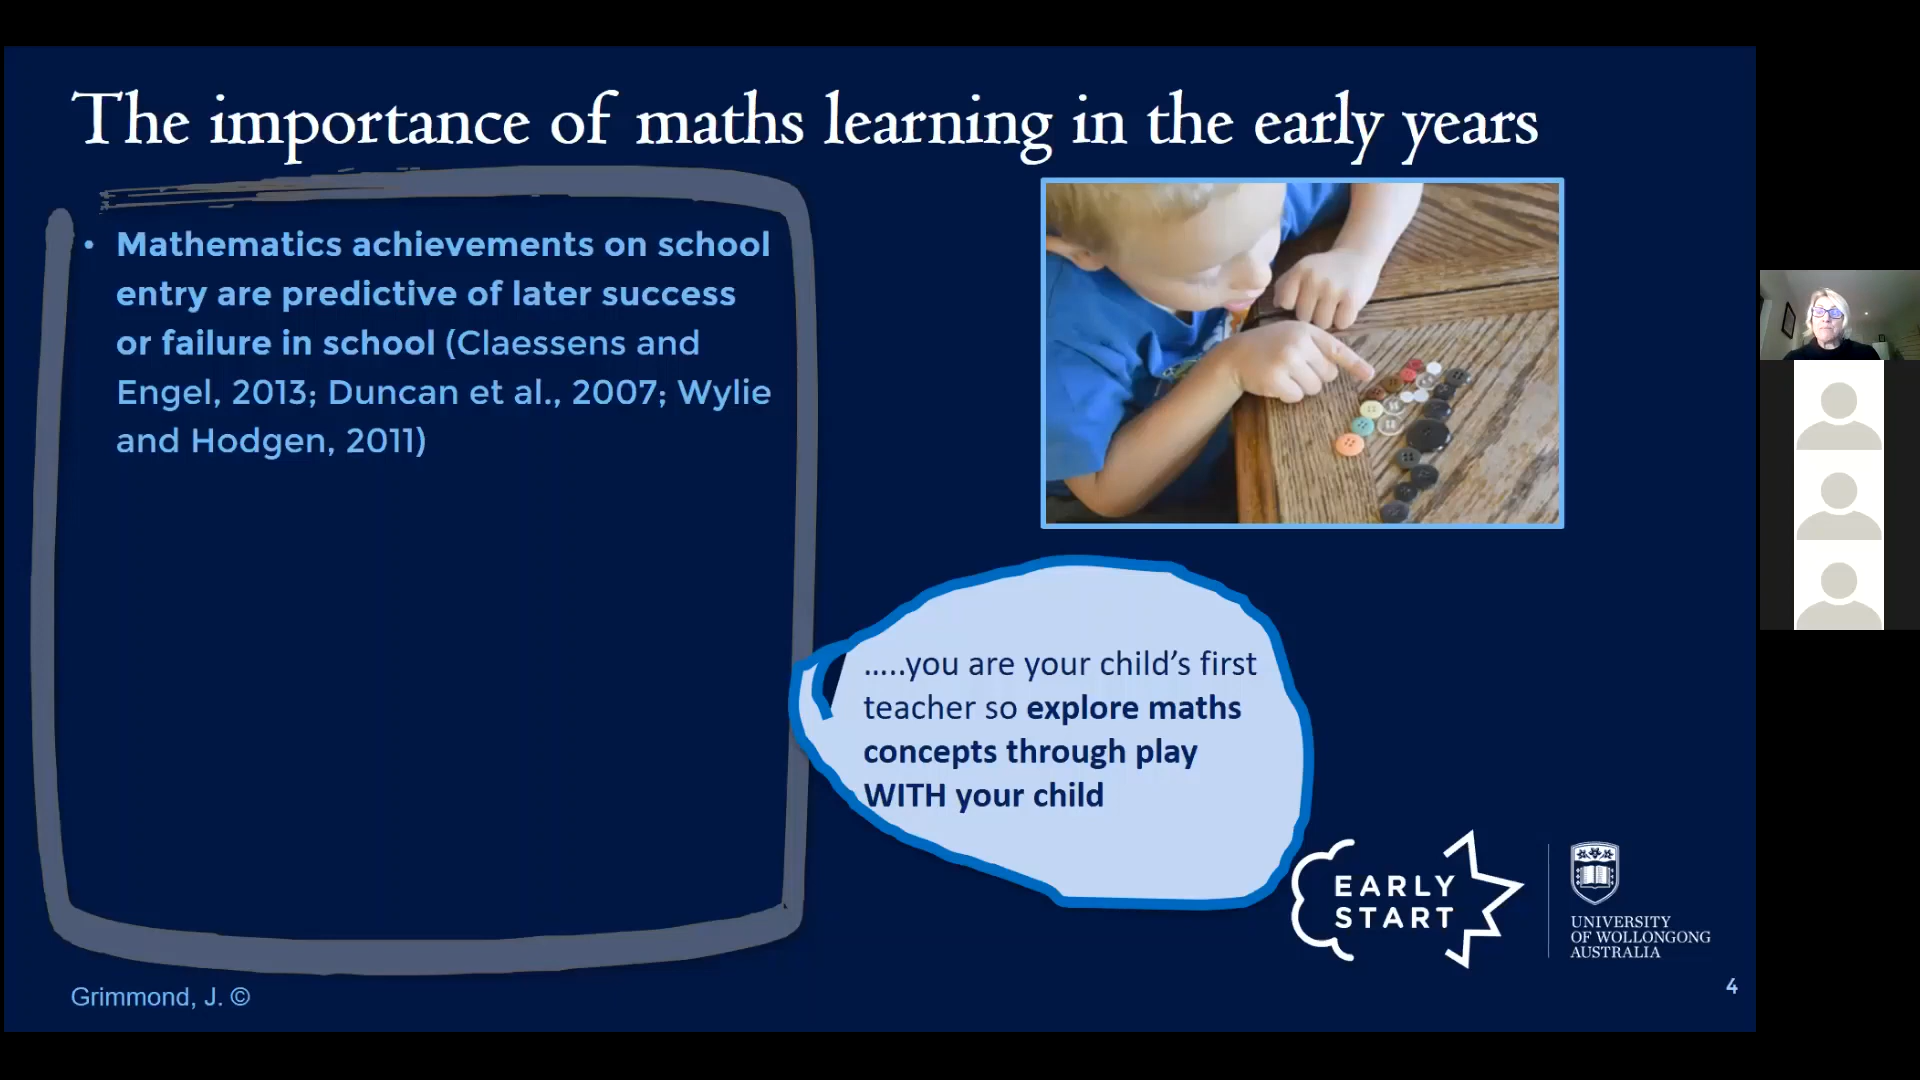 The importance of maths learning in the early years
• Mathematics achievements on school
entry are predictive of later success
or failure in school (Claessens and
Engel, 2013; Duncan et al., 2007; Wylie
and Hodgen, 2011)
.....you are your child’s first
teacher so explore maths
concepts through play
WITH your child
EARLY
START
UNIVERSITY
OF WOLLONGONG
AUSTRALIA
Grimmond, J. ©
4